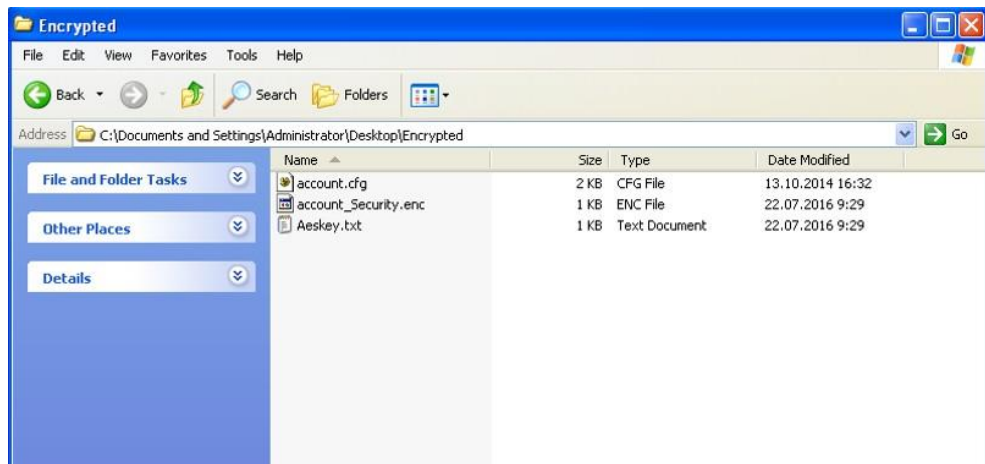 Encrypted
File Edit View Favorites Tools Help
Back Search Folders
Address C:\Documents and Settings\Administrator\Desktop\Encrypted Go
File and Folder Tasks
Other Places
Details
Name Size Type Date Modified
account.cfg 2 KB CFG File 13.10.2014 16:32
account_Security.enc 1 KB ENC File 22.07.2016 9:29
Aeskey.txt 1 KB Text Document 22.07.2016 9:29